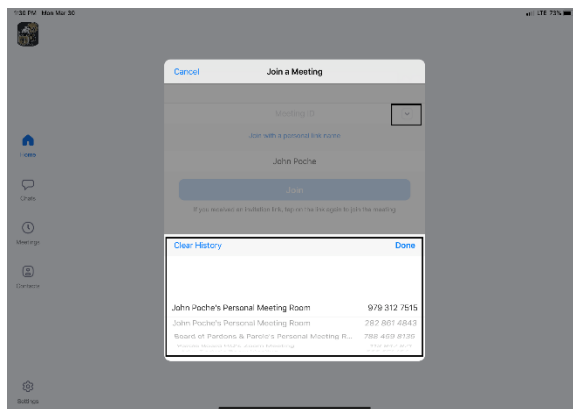 1:36 PM Mon Mar 30
LTE 73%
Cancel
Join a Meeting
Meeting ID
Join with a personal link name
John Poche
Join
If you received an invitation link, tap on the link again to join the meeting
Home
Chats
Meetings
Contacts
Settings
Clear History
Done
John Poche's Personal Meeting Room 979 312 7515
John Poche's Personal Meeting Room 282 861 4843
Board of Pardons & Parole's Personal Meeting R... 788 469 8135